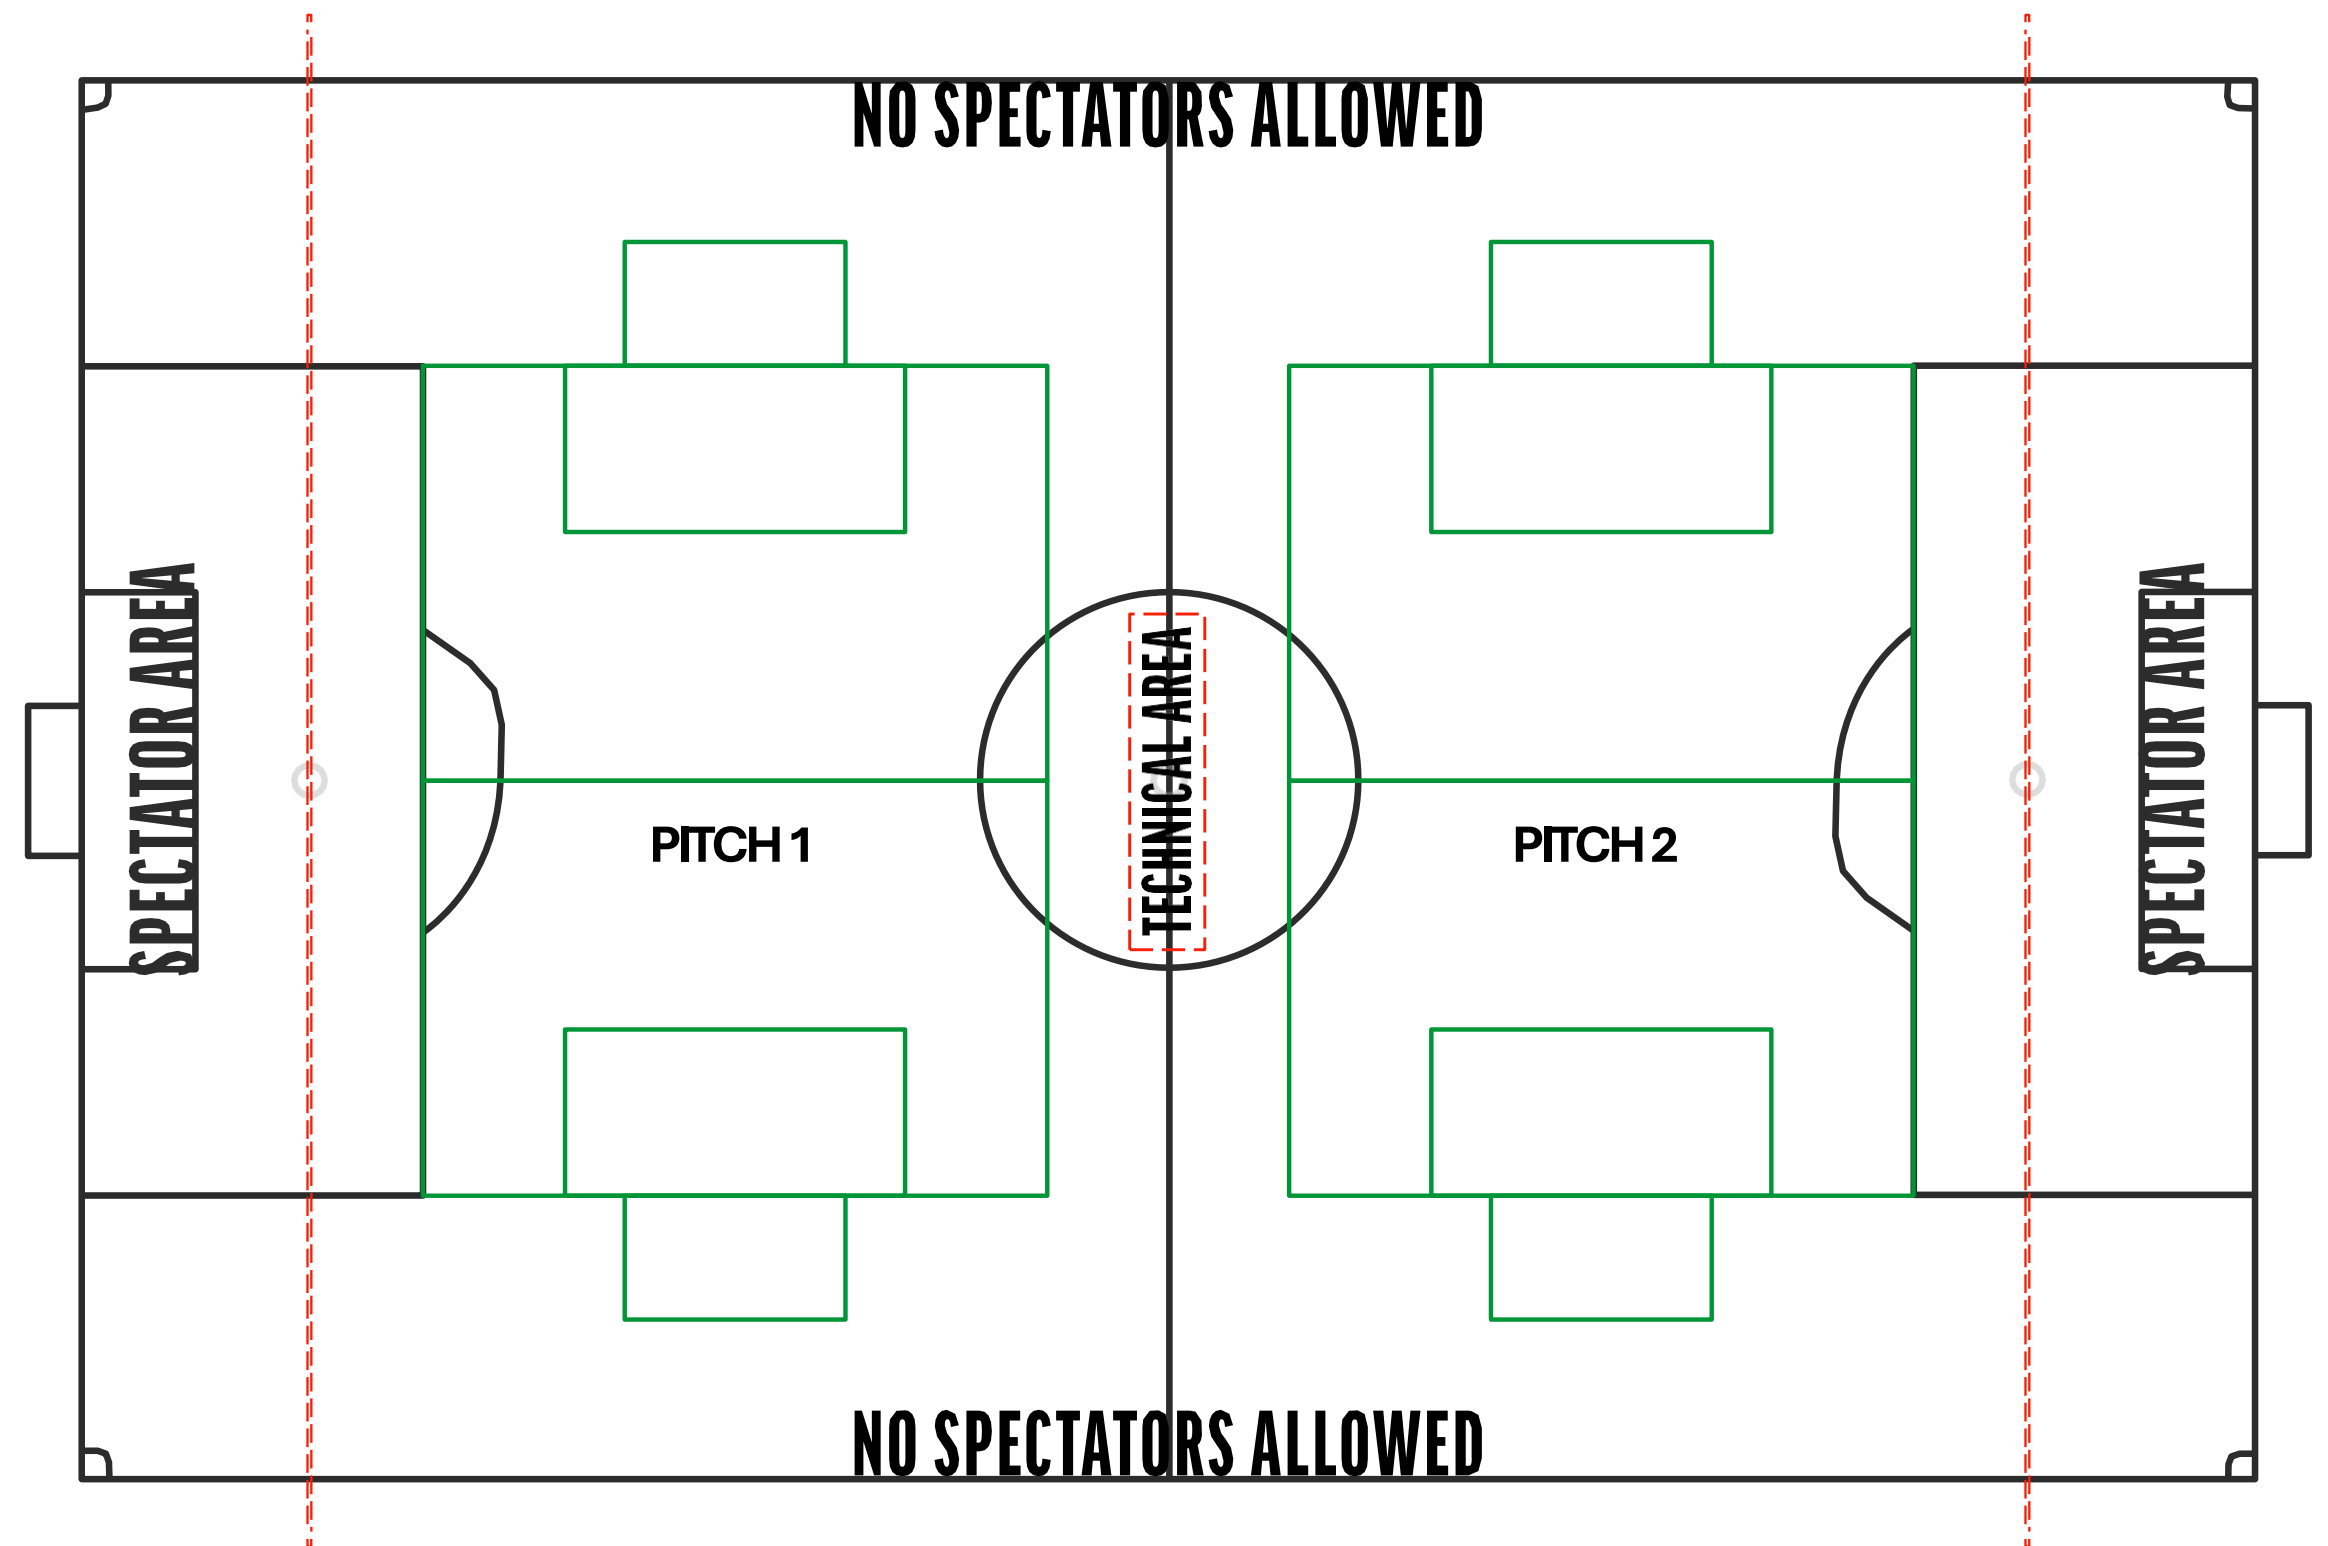 NO SPECTATORS ALLOWED
SPECTATOR AREA
TECHNICAL AREA
SPECTATOR AREA
PITCH 1
PITCH 2
NO SPECTATORS ALLOWED